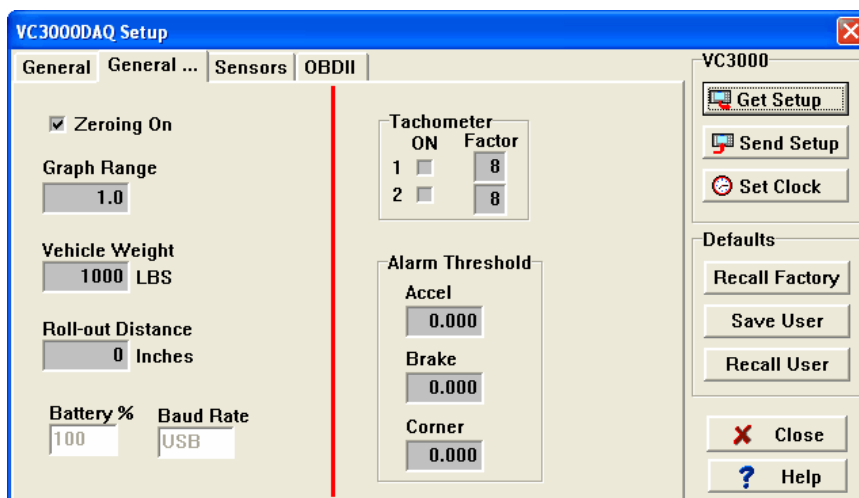 VC3000DAQ Setup
General
General ...
Sensors
OBDII
Zeroing On
Graph Range
1.0
Vehicle Weight
1000 LBS
Roll-out Distance
0 Inches
Battery %
100
Baud Rate
USB
Tachometer
ON Factor
1 8
2 8
Alarm Threshold
Accel
0.000
Brake
0.000
Corner
0.000
VC3000
Get Setup
Send Setup
Set Clock
Defaults
Recall Factory
Save User
Recall User
Close
? Help